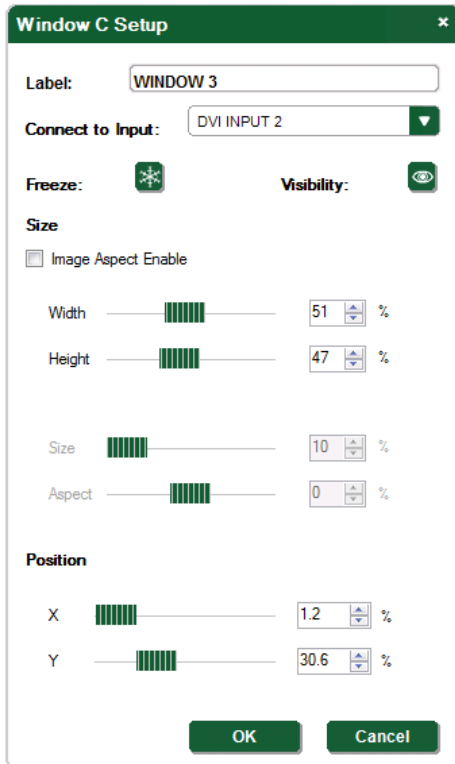 Window C Setup
Label: WINDOW 3
Connect to Input: DVI INPUT 2
Freeze: Visibility:
Size
Image Aspect Enable
Width 51 %
Height 47 %
Size 10 %
Aspect 0 %
Position
X 1.2 %
Y 30.6 %
OK Cancel